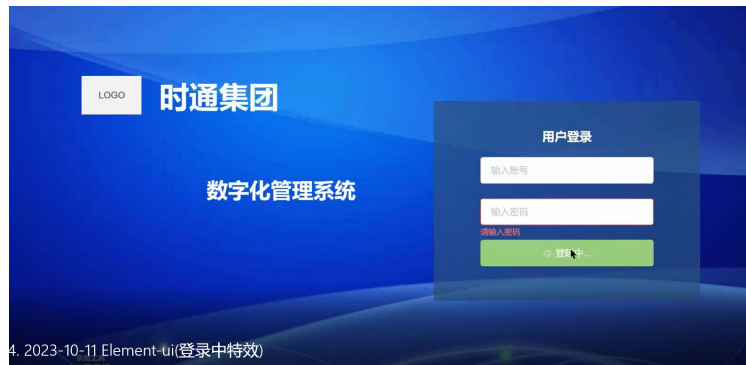 LOGO
时通集团
用户登录
输入账号
数字化管理系统
输入密码
请输入密码
登录中...
4. 2023-10-11 Element-ui(登录中特效)